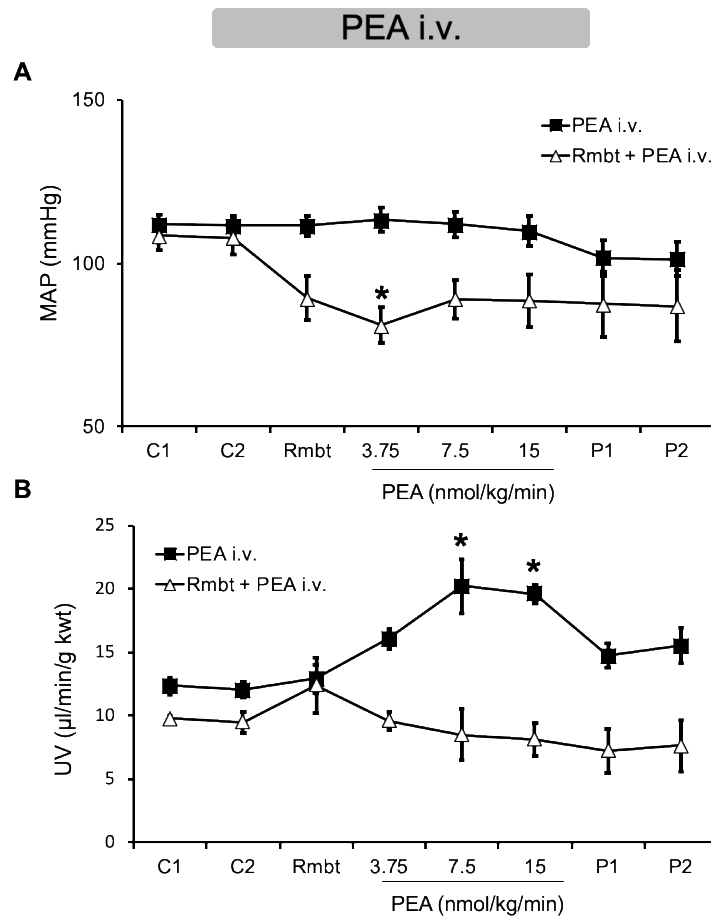 PEA i.v.
A
150
100
50
MAP (mmHg)
PEA i.v.
Rmbt + PEA i.v.
*
C1 C2 Rmbt 3.75 7.5 15 P1 P2
PEA (nmol/kg/min)
B
25
20
15
10
5
0
UV (µl/min/g kwt)
PEA i.v.
Rmbt + PEA i.v.
* *
C1 C2 Rmbt 3.75 7.5 15 P1 P2
PEA (nmol/kg/min)